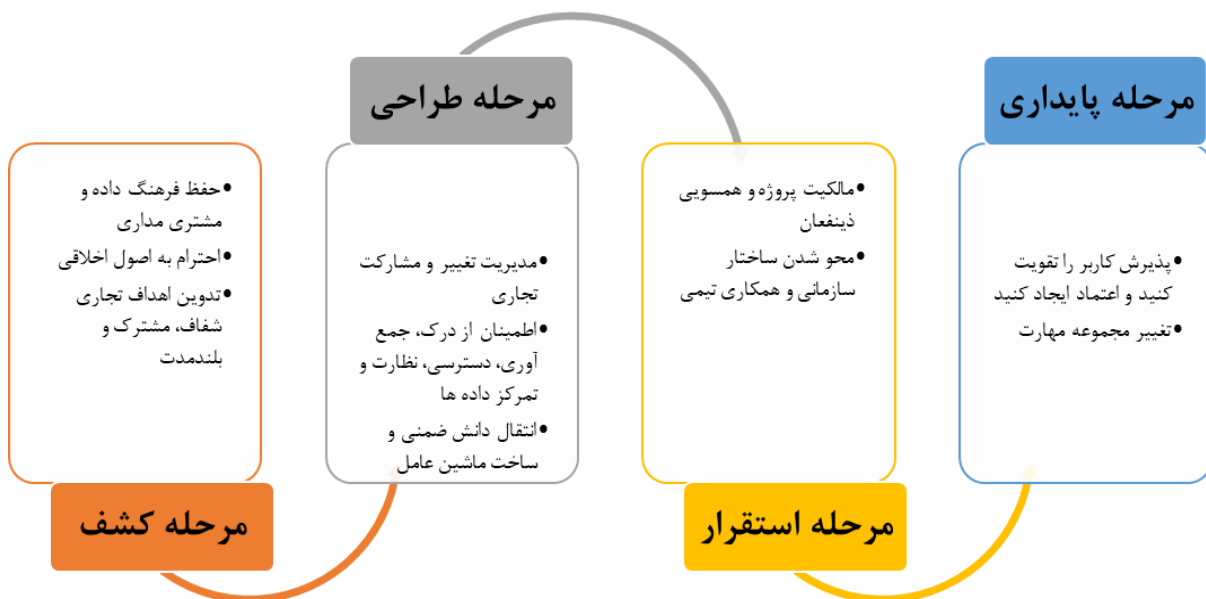 مرحله کشف
•حفظ فرهنگ داده و
مشتری مداری
•احترام به اصول اخلاقی
•تدوین اهداف تجاری
شفاف، مشترک و
بلندمدت
مرحله طراحی
•مدیریت تغییر و مشارکت
تجاری
•اطمینان از درک، جمع
آوری، دسترسی، نظارت و
تمرکز داده ها
•انتقال دانش ضمنی و
ساخت ماشین عامل
مرحله استقرار
•مالکیت پروژه و همسویی
ذینفعان
•محو شدن ساختار
سازمانی و همکاری تیمی
مرحله پایداری
•پذیرش کاربر را تقویت
کنید و اعتماد ایجاد کنید
•تغییر مجموعه مهارت